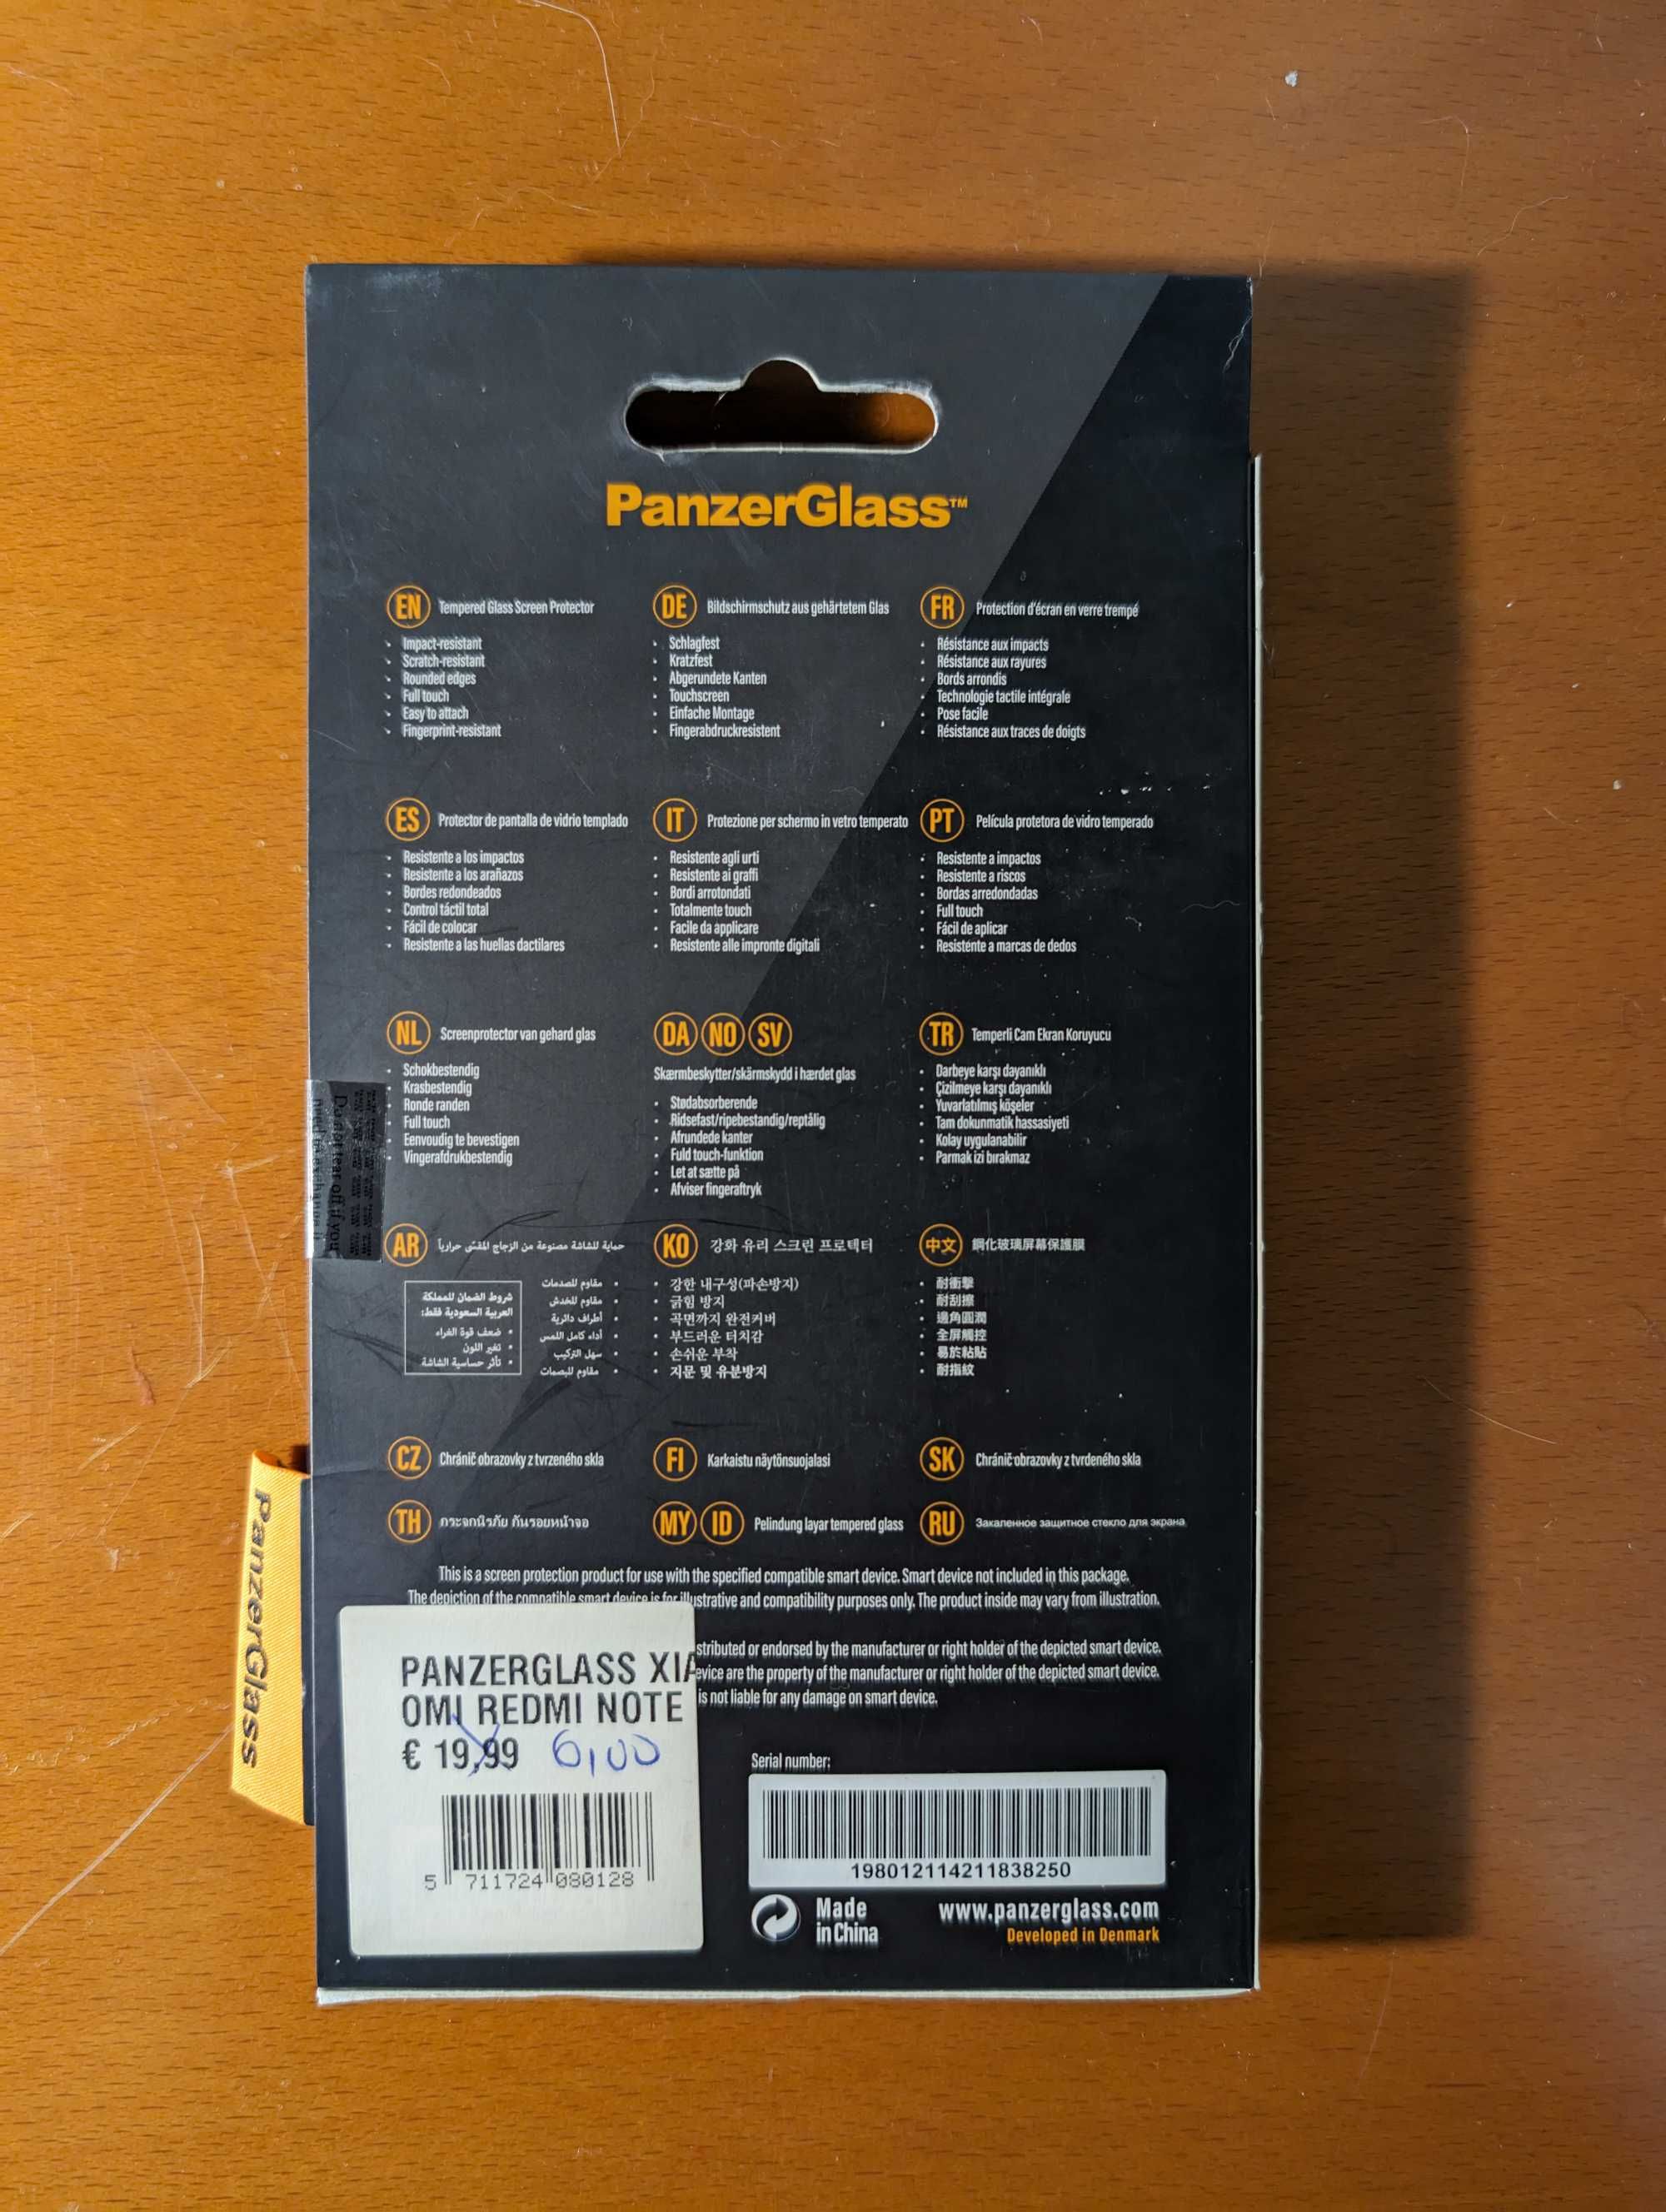 PanzerGlass™
EN Tempered Glass Screen Protector
Impact-resistant
Scratch-resistant
Rounded edges
Full touch
Easy to attach
Fingerprint-resistant
DE Bildschirmschutz aus gehärtetem Glas
Schlagfest
Kratzfest
Abgerundete Kanten
Touchscreen
Einfache Montage
Fingerabdruckresistent
FR Protection d'écran en verre trempé
Résistance aux impacts
Résistance aux rayures
Bords arrondis
Technologie tactile intégrale
Pose facile
Résistance aux traces de doigts
ES Protector de pantalla de vidrio templado
Resistente a los impactos
Resistente a los arañazos
Bordes redondeados
Control táctil total
Fácil de colocar
Resistente a las huellas dactilares
IT Protezione per schermo in vetro temperato
Resistente agli urti
Resistente ai graffi
Bordi arrotondati
Totalmente touch
Facile da applicare
Resistente alle impronte digitali
PT Película protetora de vidro temperado
Resistente a impactos
Resistente a riscos
Bordas arredondadas
Full touch
Fácil de aplicar
Resistente a marcas de dedos
NL Screenprotector van gehard glas
Schokbestendig
Krasbestendig
Ronde randen
Full touch
Eenvoudig te bevestigen
Vingerafdrukbestendig
DA NO SV
Skærmbeskytter/skärmskydd i hærdet glas
Stødabsorberende
Ridsefast/ripebestandig/reptålig
Afrundede kanter
Fuld touch-funktion
Let at sætte på
Afviser fingeraftryk
TR Temperli Cam Ekran Koruyucu
Darbeye karşı dayanıklı
Çizilmeye karşı dayanıklı
Yuvarlatılmış köşeler
Tam dokunmatik hassasiyeti
Kolay uygulanabilir
Parmak izi bırakmaz
AR حماية للشاشة مصنوعة من الزجاج المقسّى حرارياً
مقاوم للصدمات
مقاوم للخدش
أطراف دائرية
أداء كامل اللمس
سهل التركيب
مقاوم للبصمات
شروط الضمان للمملكة
العربية السعودية فقط:
ضعف قوة الغراء
تغير اللون
تأثر حساسية الشاشة
KO 강화 유리 스크린 프로텍터
강한 내구성(파손방지)
긁힘 방지
곡면까지 완전커버
부드러운 터치감
손쉬운 부착
지문 및 유분방지
中文 鋼化玻璃屏幕保護膜
耐衝擊
耐刮擦
邊角圓潤
全屏觸控
易於粘貼
耐指紋
CZ Chránič obrazovky z tvrzeného skla
FI Karkaistu näytönsuojalasi
SK Chránič obrazovky z tvrdeného skla
TH กระจกนิรภัย กันรอยหน้าจอ
MY ID Pelindung layar tempered glass
RU Закаленное защитное стекло для экрана
This is a screen protection product for use with the specified compatible smart device. Smart device not included in this package.
The depiction of the compatible smart device is for illustrative and compatibility purposes only. The product inside may vary from illustration.
stributed or endorsed by the manufacturer or right holder of the depicted smart device.
evice are the property of the manufacturer or right holder of the depicted smart device.
is not liable for any damage on smart device.
PANZERGLASS XIA
OMI REDMI NOTE
€ 19,99 6,00
5 711724 080128
Serial number:
198012114211838250
Made
in China
www.panzerglass.com
Developed in Denmark
PanzerGlass